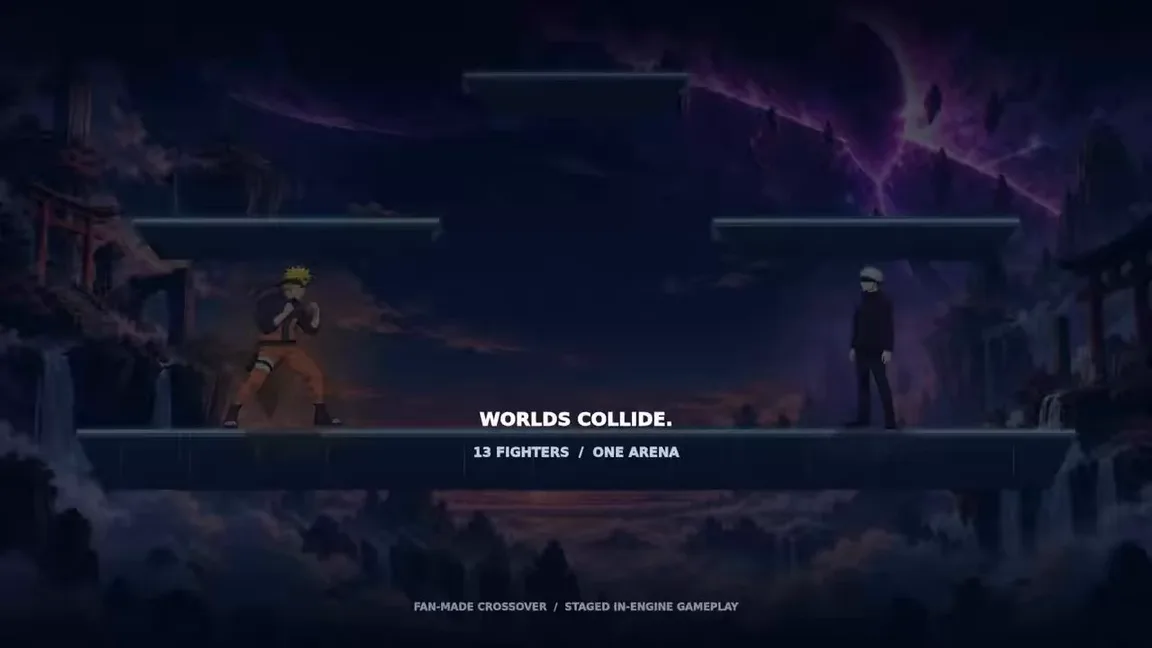 WORLDS COLLIDE.
13 FIGHTERS / ONE ARENA
FAN-MADE CROSSOVER / STAGED IN-ENGINE GAMEPLAY